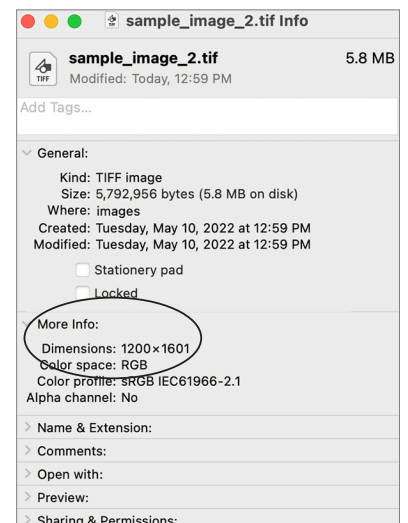 sample_image_2.tif Info
sample_image_2.tif 5.8 MB
TIFF Modified: Today, 12:59 PM
Add Tags...
General:
Kind: TIFF image
Size: 5,792,956 bytes (5.8 MB on disk)
Where: images
Created: Tuesday, May 10, 2022 at 12:59 PM
Modified: Tuesday, May 10, 2022 at 12:59 PM
Stationery pad
Locked
More Info:
Dimensions: 1200×1601
Color space: RGB
Color profile: sRGB IEC61966-2.1
Alpha channel: No
Name & Extension:
Comments:
Open with:
Preview:
Sharing & Permissions: